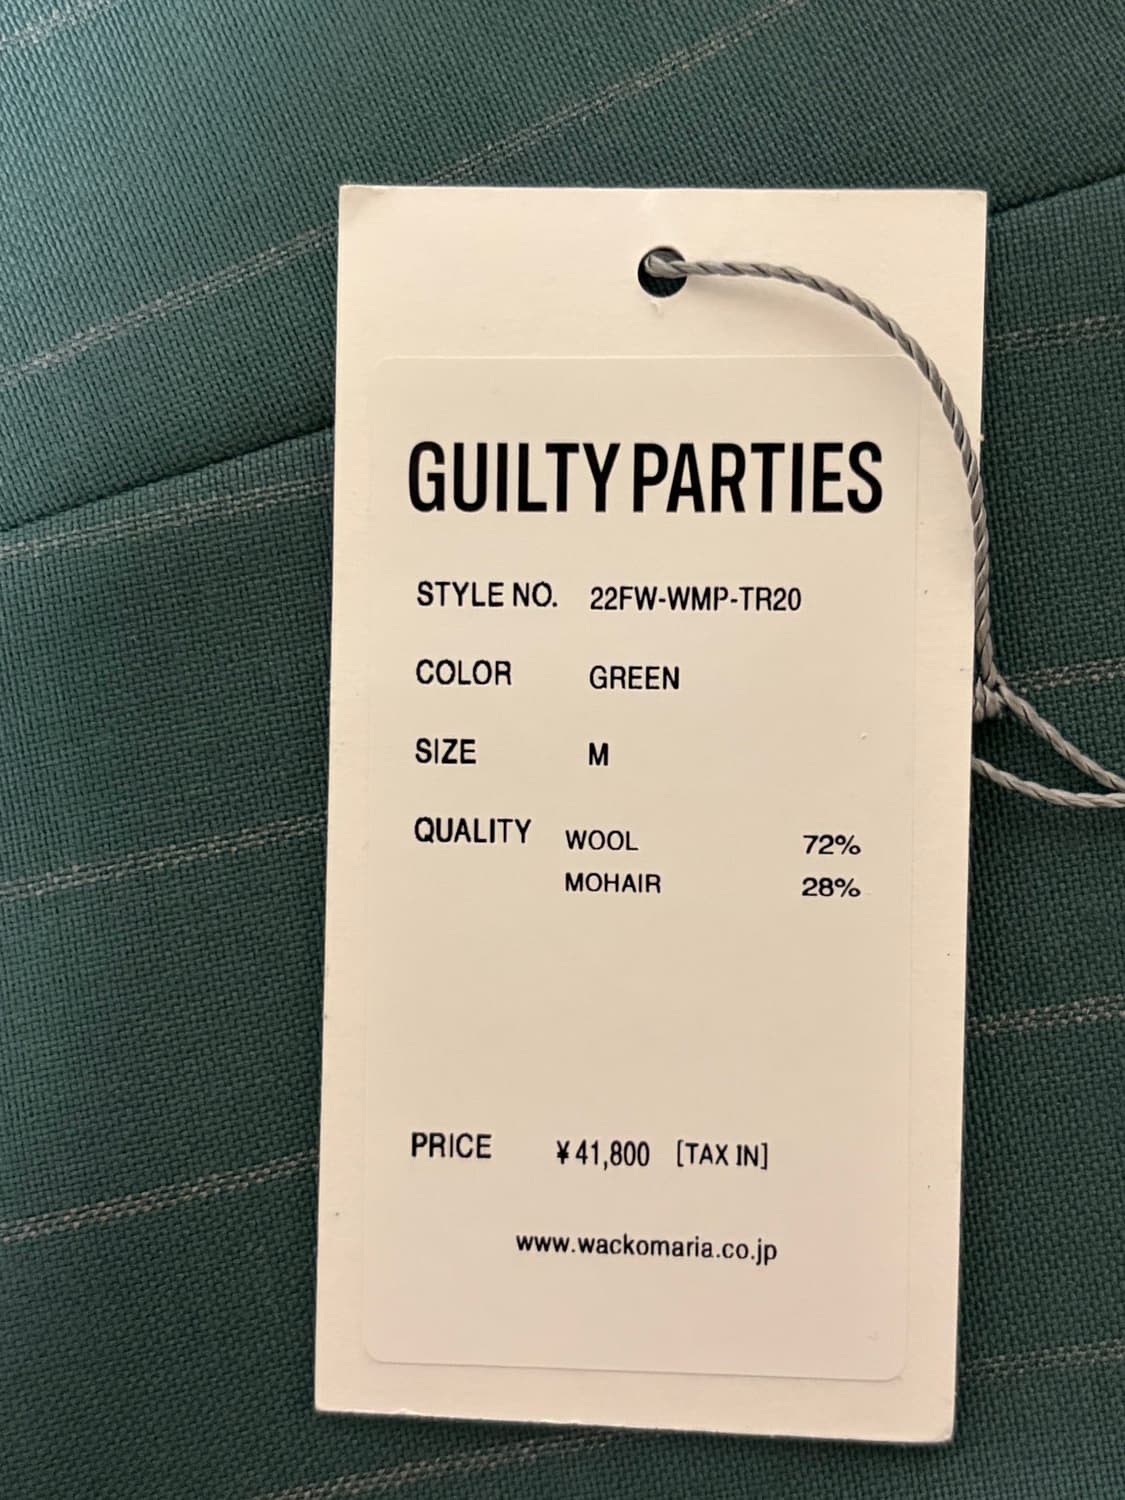 GUILTY PARTIES
STYLE NO. 22FW-WMP-TR20
COLOR GREEN
SIZE M
QUALITY WOOL 72%
MOHAIR 28%
PRICE ¥41,800 [TAX IN]
www.wackomaria.co.jp